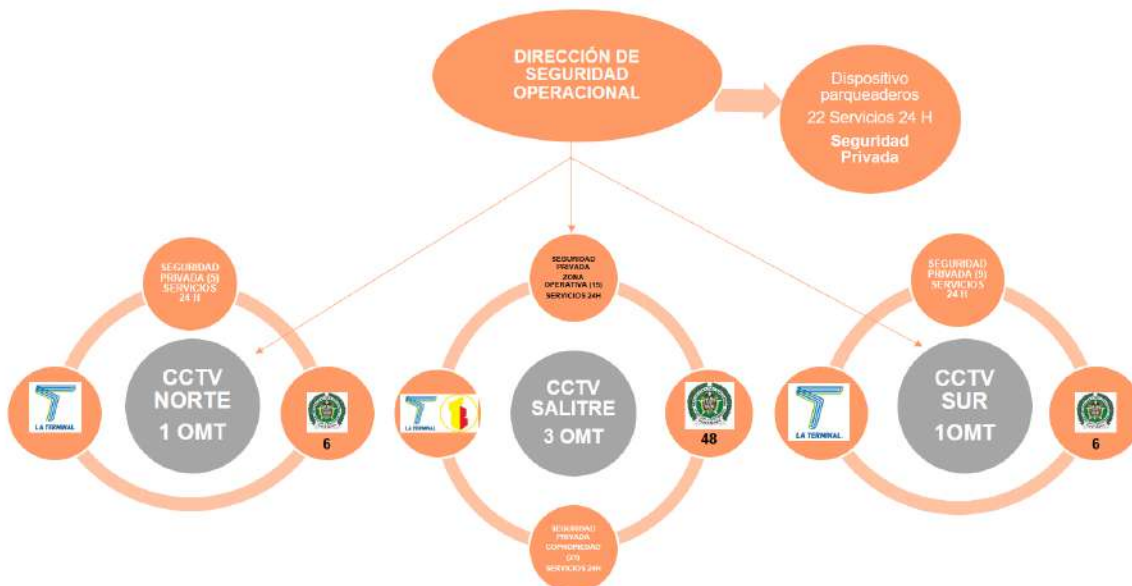 DIRECCIÓN DE
SEGURIDAD
OPERACIONAL
Dispositivo
parqueaderos
22 Servicios 24 H
Seguridad
Privada
SEGURIDAD
PRIVADA (5)
SERVICIOS
24 H
LA TERMINAL
CCTV
NORTE
1 OMT
6
SEGURIDAD
PRIVADA
ZONA
OPERATIVA (15)
SERVICIOS 24H
LA TERMINAL
CCTV
SALITRE
3 OMT
48
SEGURIDAD
PRIVADA
COPROPIEDAD
SERVICIOS 24H
SEGURIDAD
PRIVADA (5)
SERVICIOS
24 H
LA TERMINAL
CCTV
SUR
1OMT
6